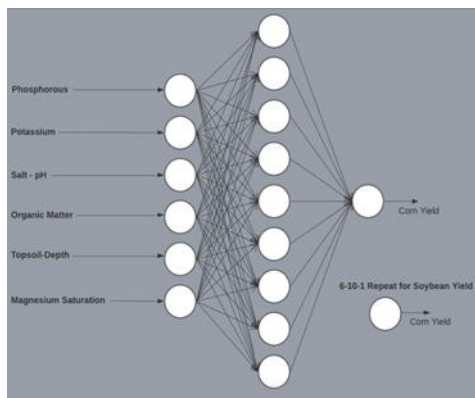 Phosphorous
Potassium
Salt - pH
Organic Matter
Topsoil-Depth
Magnesium Saturation
Corn Yield
6-10-1 Repeat for Soybean Yield
Corn Yield